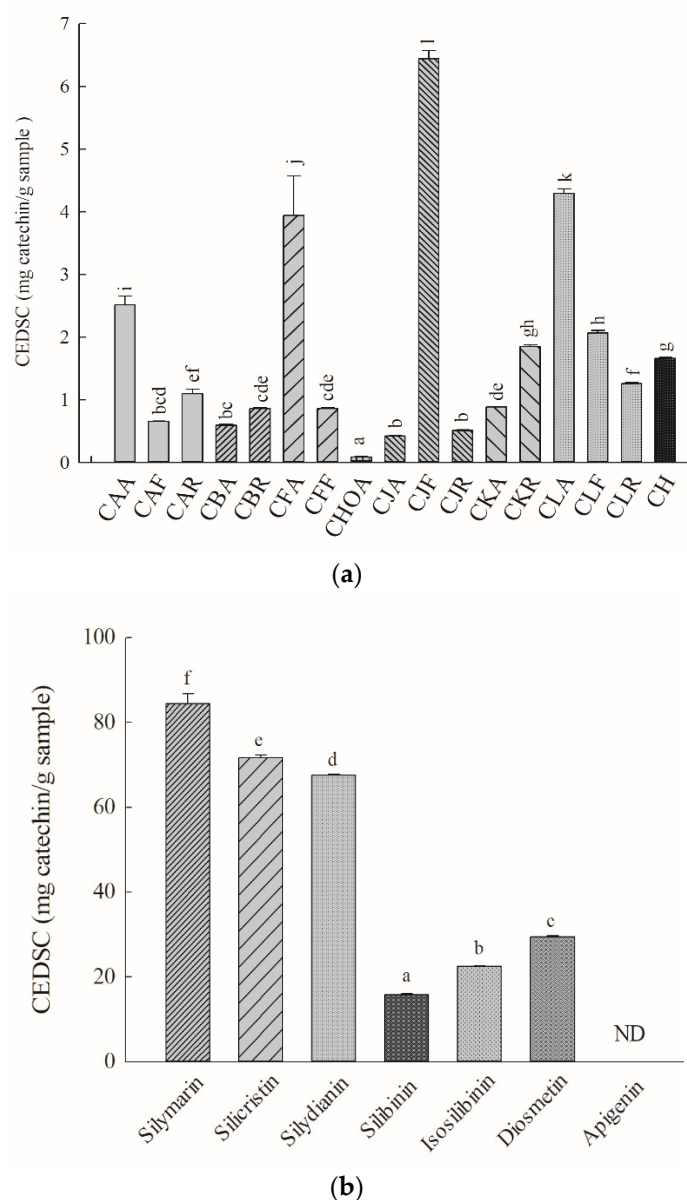 7
6
5
4
3
2
1
0
CEDSC (mg catechin/g sample )
i
bcd
ef
bc
cde
j
cde
a
b
l
b
de
gh
k
h
f
g
CAA
CAF
CAR
CBA
CBR
CFA
CFF
CHOA
CJA
CJF
CJR
CKA
CKR
CLA
CLF
CLR
CH
(a)
100
80
60
40
20
0
CEDSC (mg catechin/g sample)
f
e
d
a
b
c
ND
Silymarin
Silicristin
Silydianin
Silibinin
Isosilibinin
Diosmetin
Apigenin
(b)